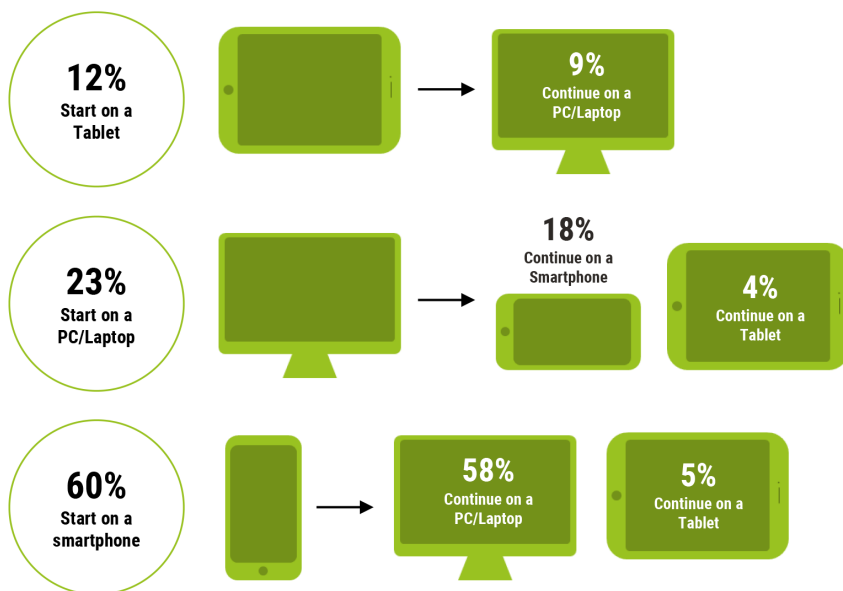 12%
Start on a
Tablet
9%
Continue on a
PC/Laptop
23%
Start on a
PC/Laptop
18%
Continue on a
Smartphone
4%
Continue on a
Tablet
60%
Start on a
smartphone
58%
Continue on a
PC/Laptop
5%
Continue on a
Tablet